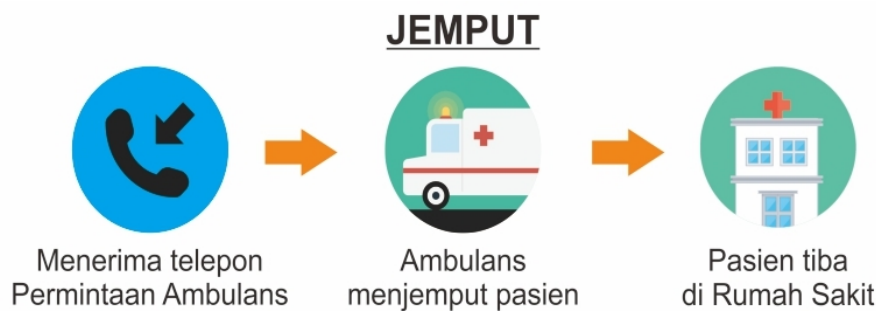 JEMPUT
Menerima telepon
Permintaan Ambulans
Ambulans
menjemput pasien
Pasien tiba
di Rumah Sakit